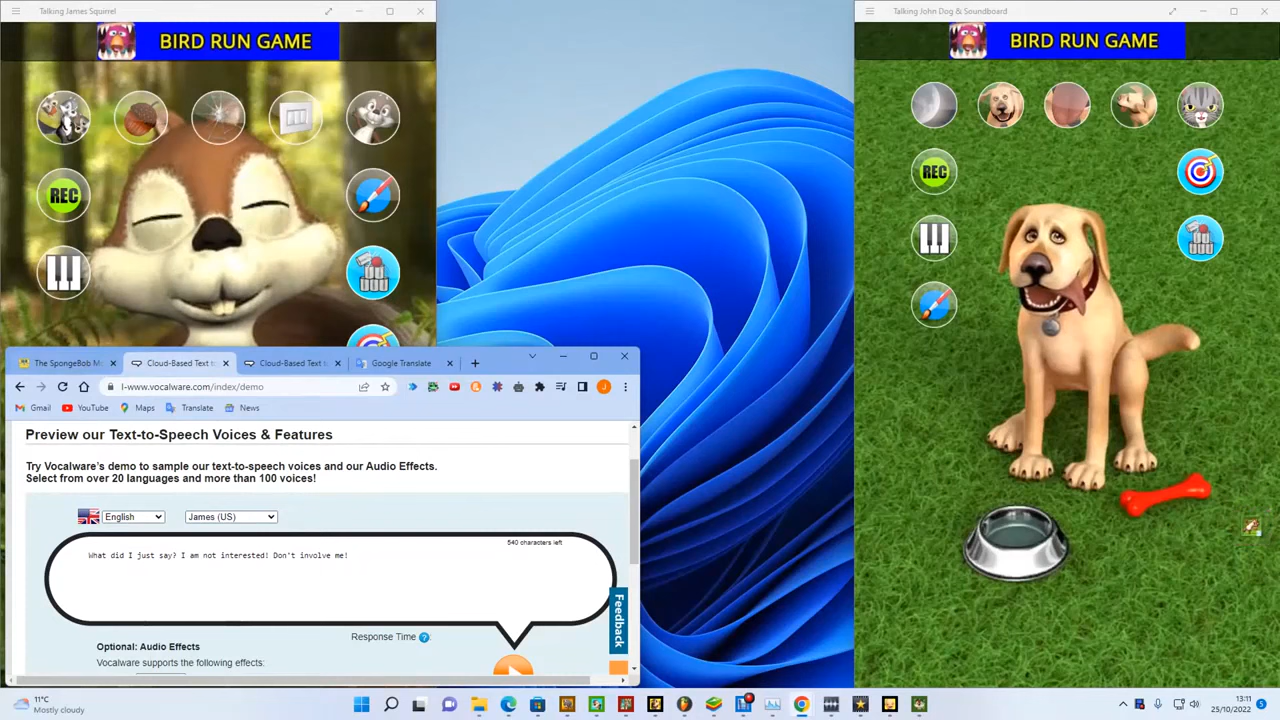 Talking James Squirrel
BIRD RUN GAME
REC
Talking John Dog & Soundboard
BIRD RUN GAME
REC
The SpongeBob M
Cloud-Based Text to
Cloud-Based Text to
Google Translate
l-www.vocalware.com/index/demo
Gmail
YouTube
Maps
Translate
News
Preview our Text-to-Speech Voices & Features
Try Vocalware's demo to sample our text-to-speech voices and our Audio Effects.
Select from over 20 languages and more than 100 voices!
English
James (US)
540 characters left
What did I just say? I am not interested! Don't involve me!
Feedback
Response Time ?
Optional: Audio Effects
Vocalware supports the following effects:
11°C
Mostly cloudy
13:11
25/10/2022